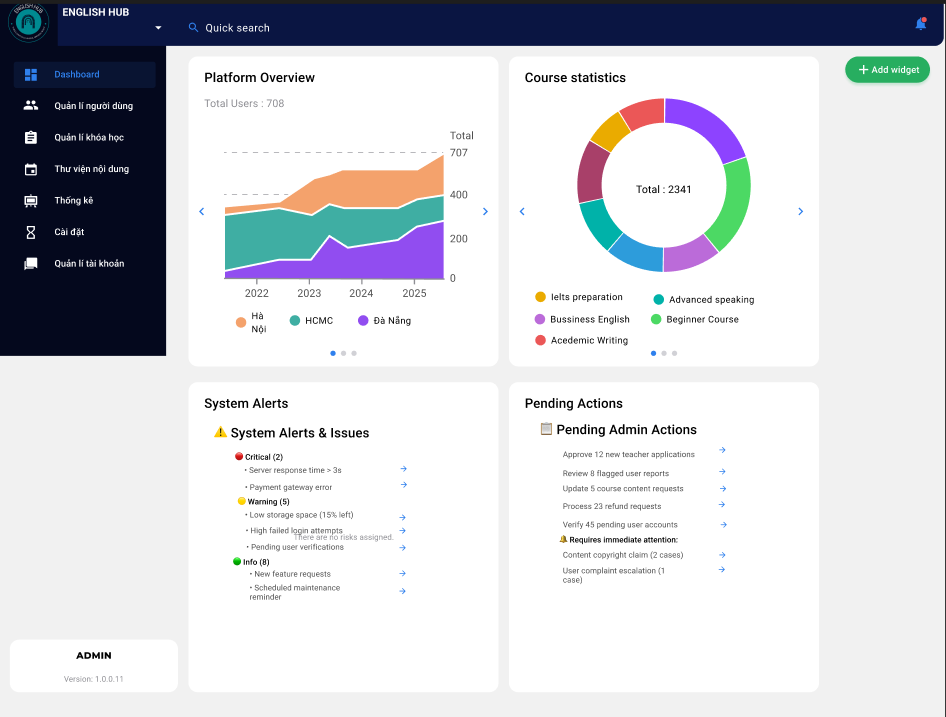 ENGLISH HUB
ENGLISH HUB
Quick search
Dashboard
Quản lí người dùng
Quản lí khóa học
Thư viện nội dung
Thống kê
Cài đặt
Quản lí tài khoản
ADMIN
Version: 1.0.0.11
Add widget
Platform Overview
Total Users : 708
Total
707
400
200
0
2022 2023 2024 2025
Hà
Nội
HCMC
Đà Nẵng
Course statistics
Total : 2341
Ielts preparation
Advanced speaking
Bussiness English
Beginner Course
Acedemic Writing
System Alerts
System Alerts & Issues
Critical (2)
• Server response time > 3s
• Payment gateway error
Warning (5)
• Low storage space (15% left)
• High failed login attempts
There are no risks assigned.
• Pending user verifications
Info (8)
• New feature requests
• Scheduled maintenance
reminder
Pending Actions
Pending Admin Actions
Approve 12 new teacher applications
Review 8 flagged user reports
Update 5 course content requests
Process 23 refund requests
Verify 45 pending user accounts
Requires immediate attention:
Content copyright claim (2 cases)
User complaint escalation (1
case)